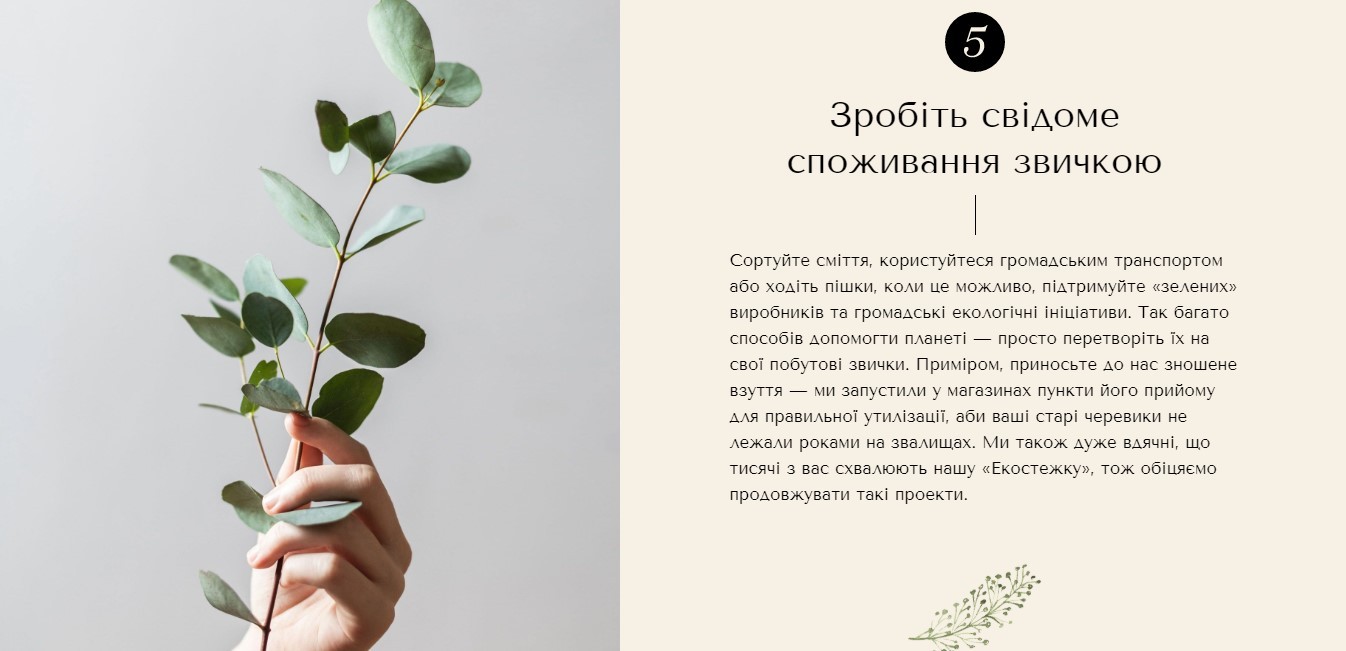 5
Зробіть свідоме
споживання звичкою
Сортуйте сміття, користуйтеся громадським транспортом
або ходіть пішки, коли це можливо, підтримуйте «зелених»
виробників та громадські екологічні ініціативи. Так багато
способів допомогти планеті — просто перетворіть їх на
свої побутові звички. Приміром, приносьте до нас зношене
взуття — ми запустили у магазинах пункти його прийому
для правильної утилізації, аби ваші старі черевики не
лежали роками на звалищах. Ми також дуже вдячні, що
тисячі з вас схвалюють нашу «Екостежку», тож обіцяємо
продовжувати такі проекти.